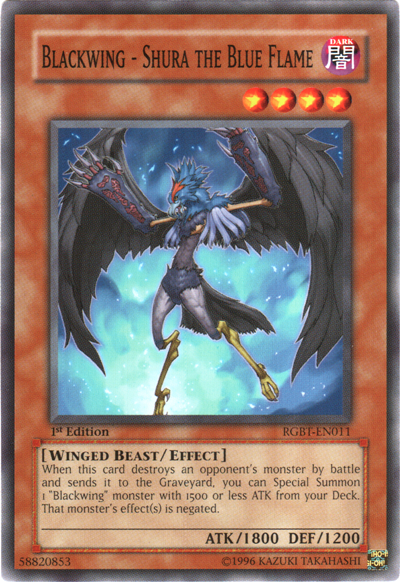 Blackwing - Shura the Blue Flame
DARK
闇
1st Edition
RGBT-EN011
[Winged Beast/Effect]
When this card destroys an opponent's monster by battle
and sends it to the Graveyard, you can Special Summon
1 "Blackwing" monster with 1500 or less ATK from your Deck.
That monster's effect(s) is negated.
ATK/1800 DEF/1200
58820853
©1996 KAZUKI TAKAHASHI